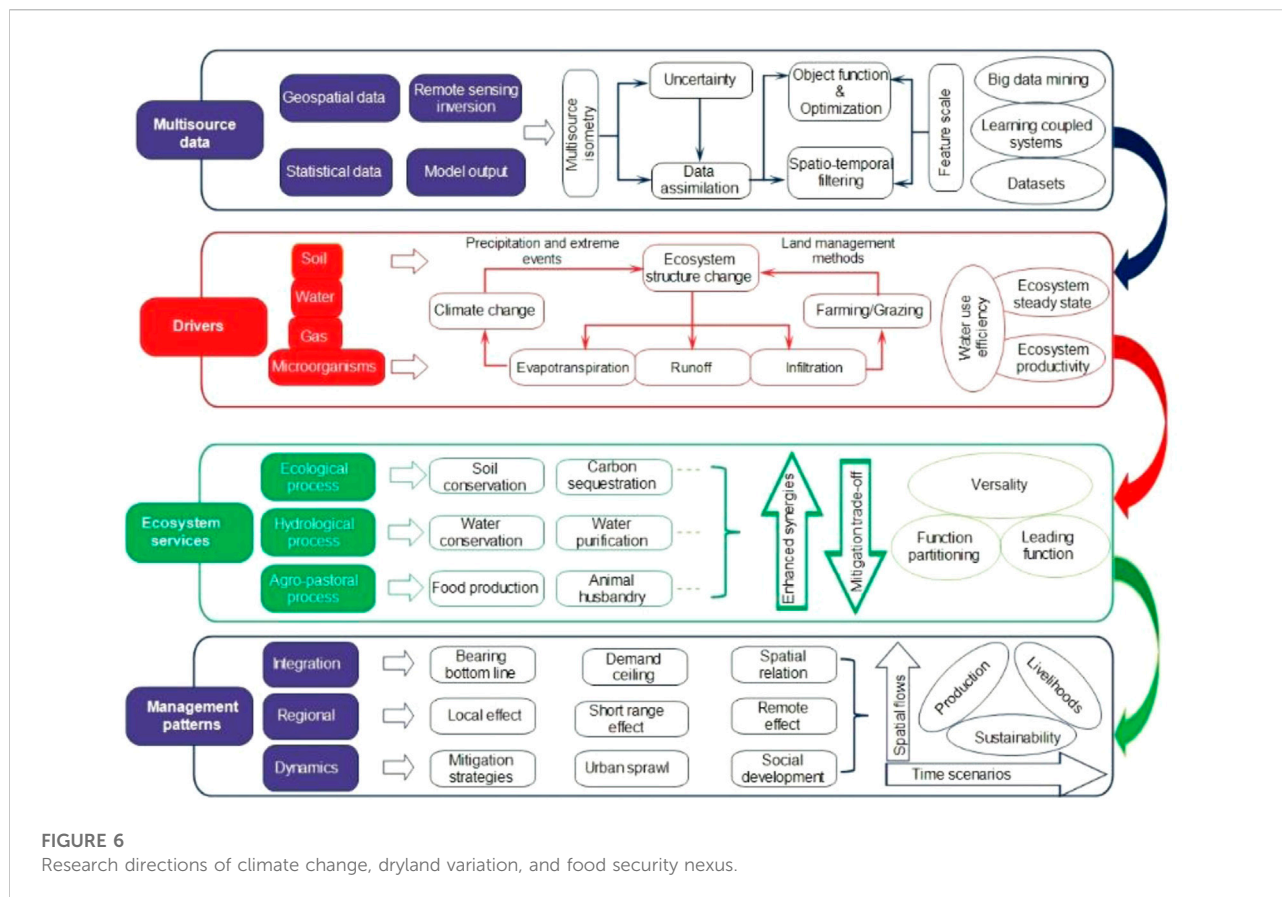 Multisource
data
Geospatial data
Remote sensing
inversion
Statistical data
Model output
Multisource
isometry
Uncertainty
Data
assimilation
Object function
&
Optimization
Spatio-temporal
filtering
Feature scale
Big data mining
Learning coupled
systems
Datasets
Drivers
Soil
Water
Gas
Microorganisms
Precipitation and extreme
events
Land management
methods
Ecosystem
structure change
Climate change
Farming/Grazing
Evapotranspiration
Runoff
Infiltration
Water use
efficiency
Ecosystem
steady state
Ecosystem
productivity
Ecosystem
services
Ecological
process
Soil
conservation
Carbon
sequestration
Hydrological
process
Water
conservation
Water
purification
Agro-pastoral
process
Food production
Animal
husbandry
Enhanced synergies
Mitigation trade-off
Versality
Function
partitioning
Leading
function
Management
patterns
Integration
Bearing
bottom line
Demand
ceiling
Spatial
relation
Regional
Local effect
Short range
effect
Remote
effect
Dynamics
Mitigation
strategies
Urban sprawl
Social
development
Spatial flows
Production
Livelihoods
Sustainability
Time scenarios
FIGURE 6
Research directions of climate change, dryland variation, and food security nexus.